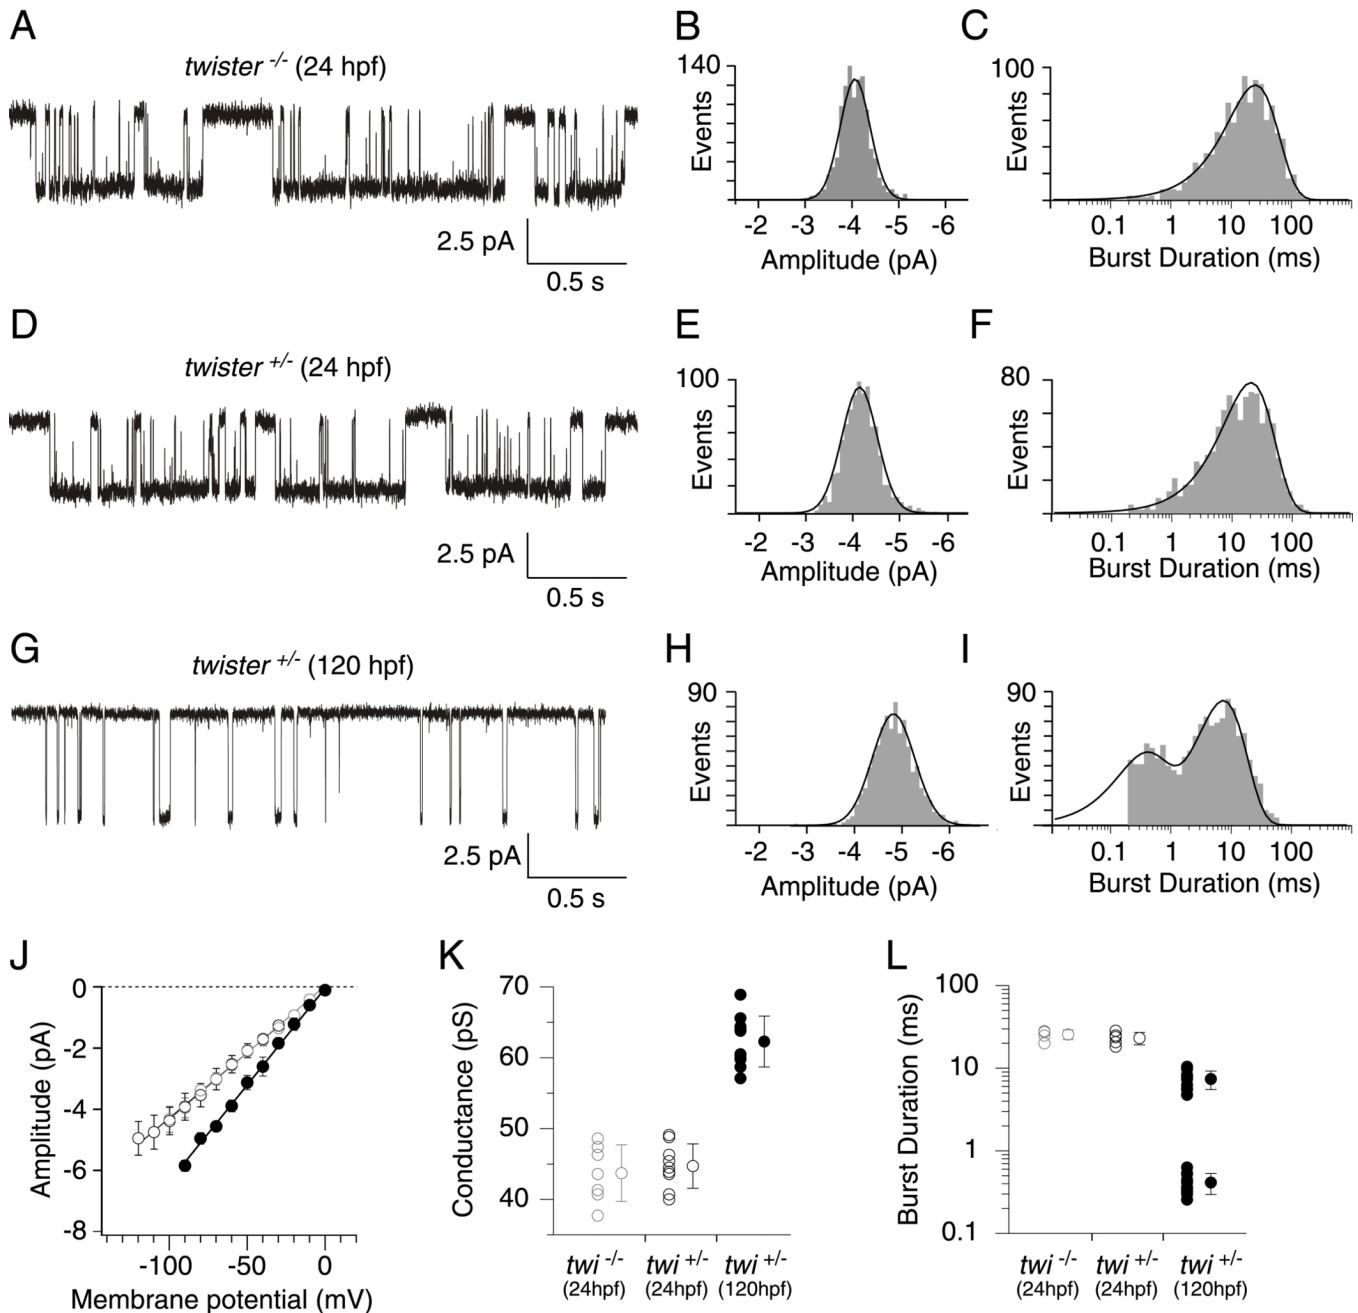 A
twister -/- (24 hpf)
2.5 pA
0.5 s
B
140
Events
-2 -3 -4 -5 -6
Amplitude (pA)
C
100
Events
0.1 1 10 100
Burst Duration (ms)
D
twister +/- (24 hpf)
2.5 pA
0.5 s
E
100
Events
-2 -3 -4 -5 -6
Amplitude (pA)
F
80
Events
0.1 1 10 100
Burst Duration (ms)
G
twister +/- (120 hpf)
2.5 pA
0.5 s
H
90
Events
-2 -3 -4 -5 -6
Amplitude (pA)
I
90
Events
0.1 1 10 100
Burst Duration (ms)
J
0
-2
-4
-6
-8
Amplitude (pA)
-100 -50 0
Membrane potential (mV)
K
70
60
50
40
Conductance (pS)
twi -/- twi +/- twi +/-
(24hpf) (24hpf) (120hpf)
L
100
10
1
0.1
Burst Duration (ms)
twi -/- twi +/- twi +/-
(24hpf) (24hpf) (120hpf)